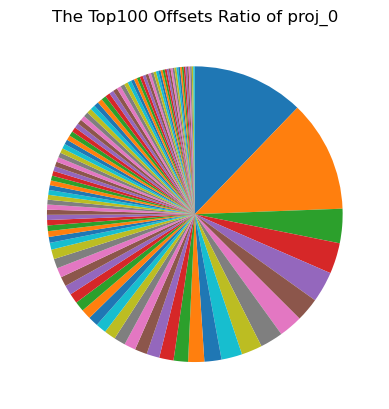 The Top100 Offsets Ratio of proj_0